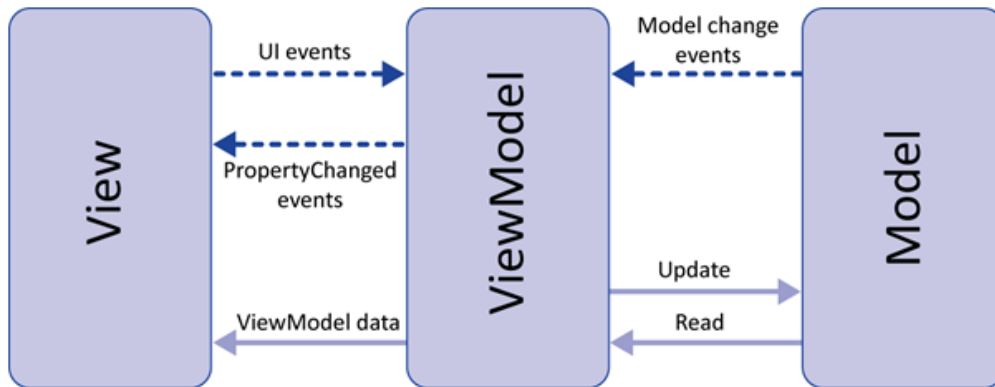 View
UI events
PropertyChanged
events
ViewModel data
ViewModel
Model change
events
Update
Read
Model